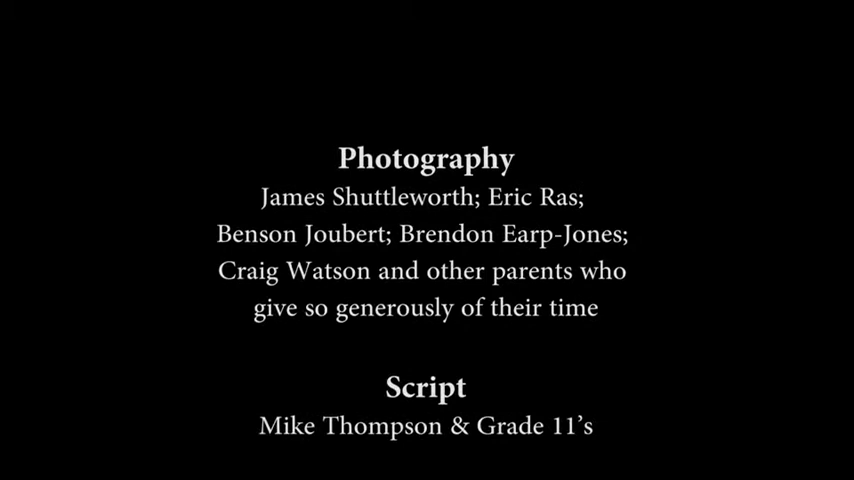 Photography
James Shuttleworth; Eric Ras;
Benson Joubert; Brendon Earp-Jones;
Craig Watson and other parents who
give so generously of their time
Script
Mike Thompson & Grade 11’s